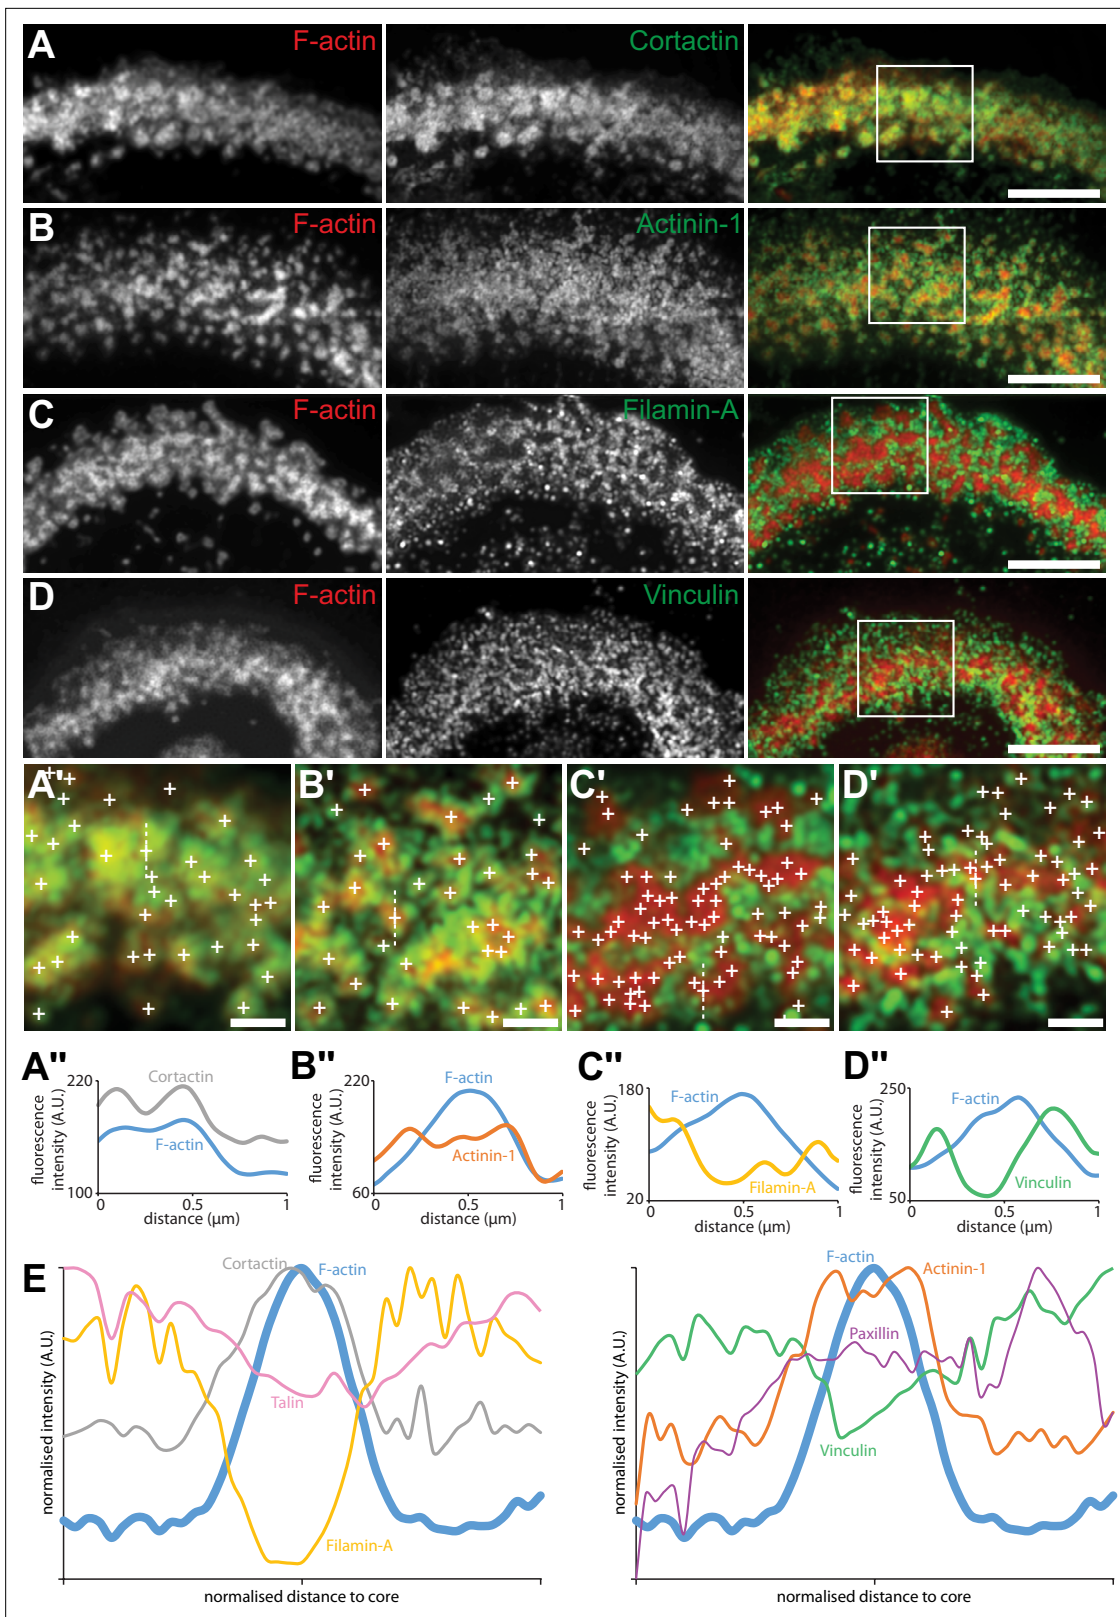 A F-actin Cortactin
B F-actin Actinin-1
C F-actin Filamin-A
D F-actin Vinculin
A' B' C' D'
A"
fluorescence
intensity (A.U.)
220
100
Cortactin
F-actin
0 0.5 1
distance (μm)
B"
fluorescence
intensity (A.U.)
220
60
F-actin
Actinin-1
0 0.5 1
distance (μm)
C"
fluorescence
intensity (A.U.)
180
20
F-actin
Filamin-A
0 0.5 1
distance (μm)
D"
fluorescence
intensity (A.U.)
250
50
F-actin
Vinculin
0 0.5 1
distance (μm)
E
normalised intensity (A.U.)
Cortactin
F-actin
Talin
Filamin-A
normalised distance to core
normalised intensity (A.U.)
F-actin
Actinin-1
Paxillin
Vinculin
normalised distance to core